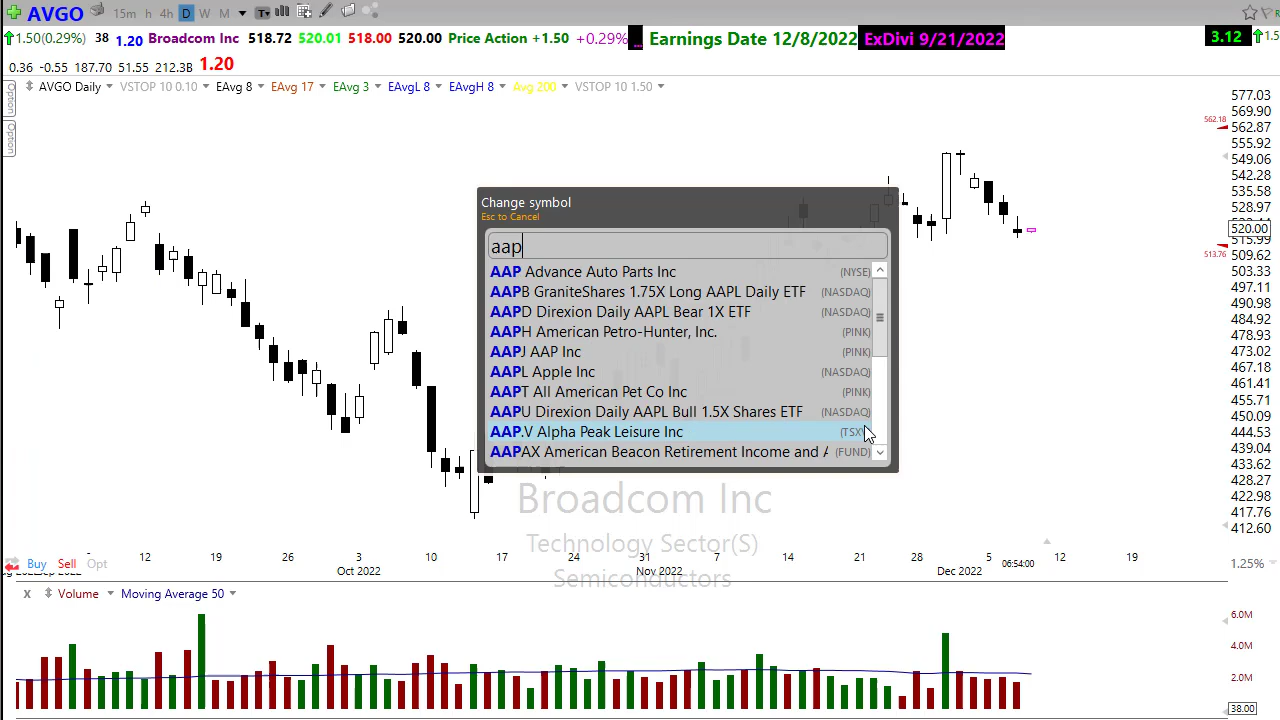 AVGO 15m h 4h D W M T
1.50(0.29%) 38 1.20 Broadcom Inc 518.72 520.01 518.00 520.00 Price Action +1.50 +0.29% ... Earnings Date 12/8/2022 ExDivi 9/21/2022 3.12
0.36 -0.55 187.70 51.55 212.3B 1.20
Option
Option
AVGO Daily VSTOP 10 0.10 EAvg 8 EAvg 17 EAvg 3 EAvgL 8 EAvgH 8 Avg 200 VSTOP 10 1.50
577.03
569.90
562.18
562.87
555.92
549.06
542.28
535.58
528.97
520.00
515.99
513.76
509.62
503.33
497.11
490.98
484.92
478.93
473.02
467.18
461.41
455.71
450.09
444.53
439.04
433.62
428.27
422.98
417.76
412.60
Change symbol
Esc to Cancel
aap
AAP Advance Auto Parts Inc (NYSE)
AAPB GraniteShares 1.75X Long AAPL Daily ETF (NASDAQ)
AAPD Direxion Daily AAPL Bear 1X ETF (NASDAQ)
AAPH American Petro-Hunter, Inc. (PINK)
AAPJ AAP Inc (PINK)
AAPL Apple Inc (NASDAQ)
AAPT All American Pet Co Inc (PINK)
AAPU Direxion Daily AAPL Bull 1.5X Shares ETF (NASDAQ)
AAP.V Alpha Peak Leisure Inc (TSXV
AAPAX American Beacon Retirement Income and A (FUND)
Broadcom Inc
Technology Sector(S)
Semiconductors
Buy Sell Opt
12 19 26 3 10 17 24 31 7 14 21 28 5 12 19
Oct 2022 Nov 2022 Dec 2022 06:54:00
1.25%
X Volume Moving Average 50
6.0M
4.0M
2.0M
38.00